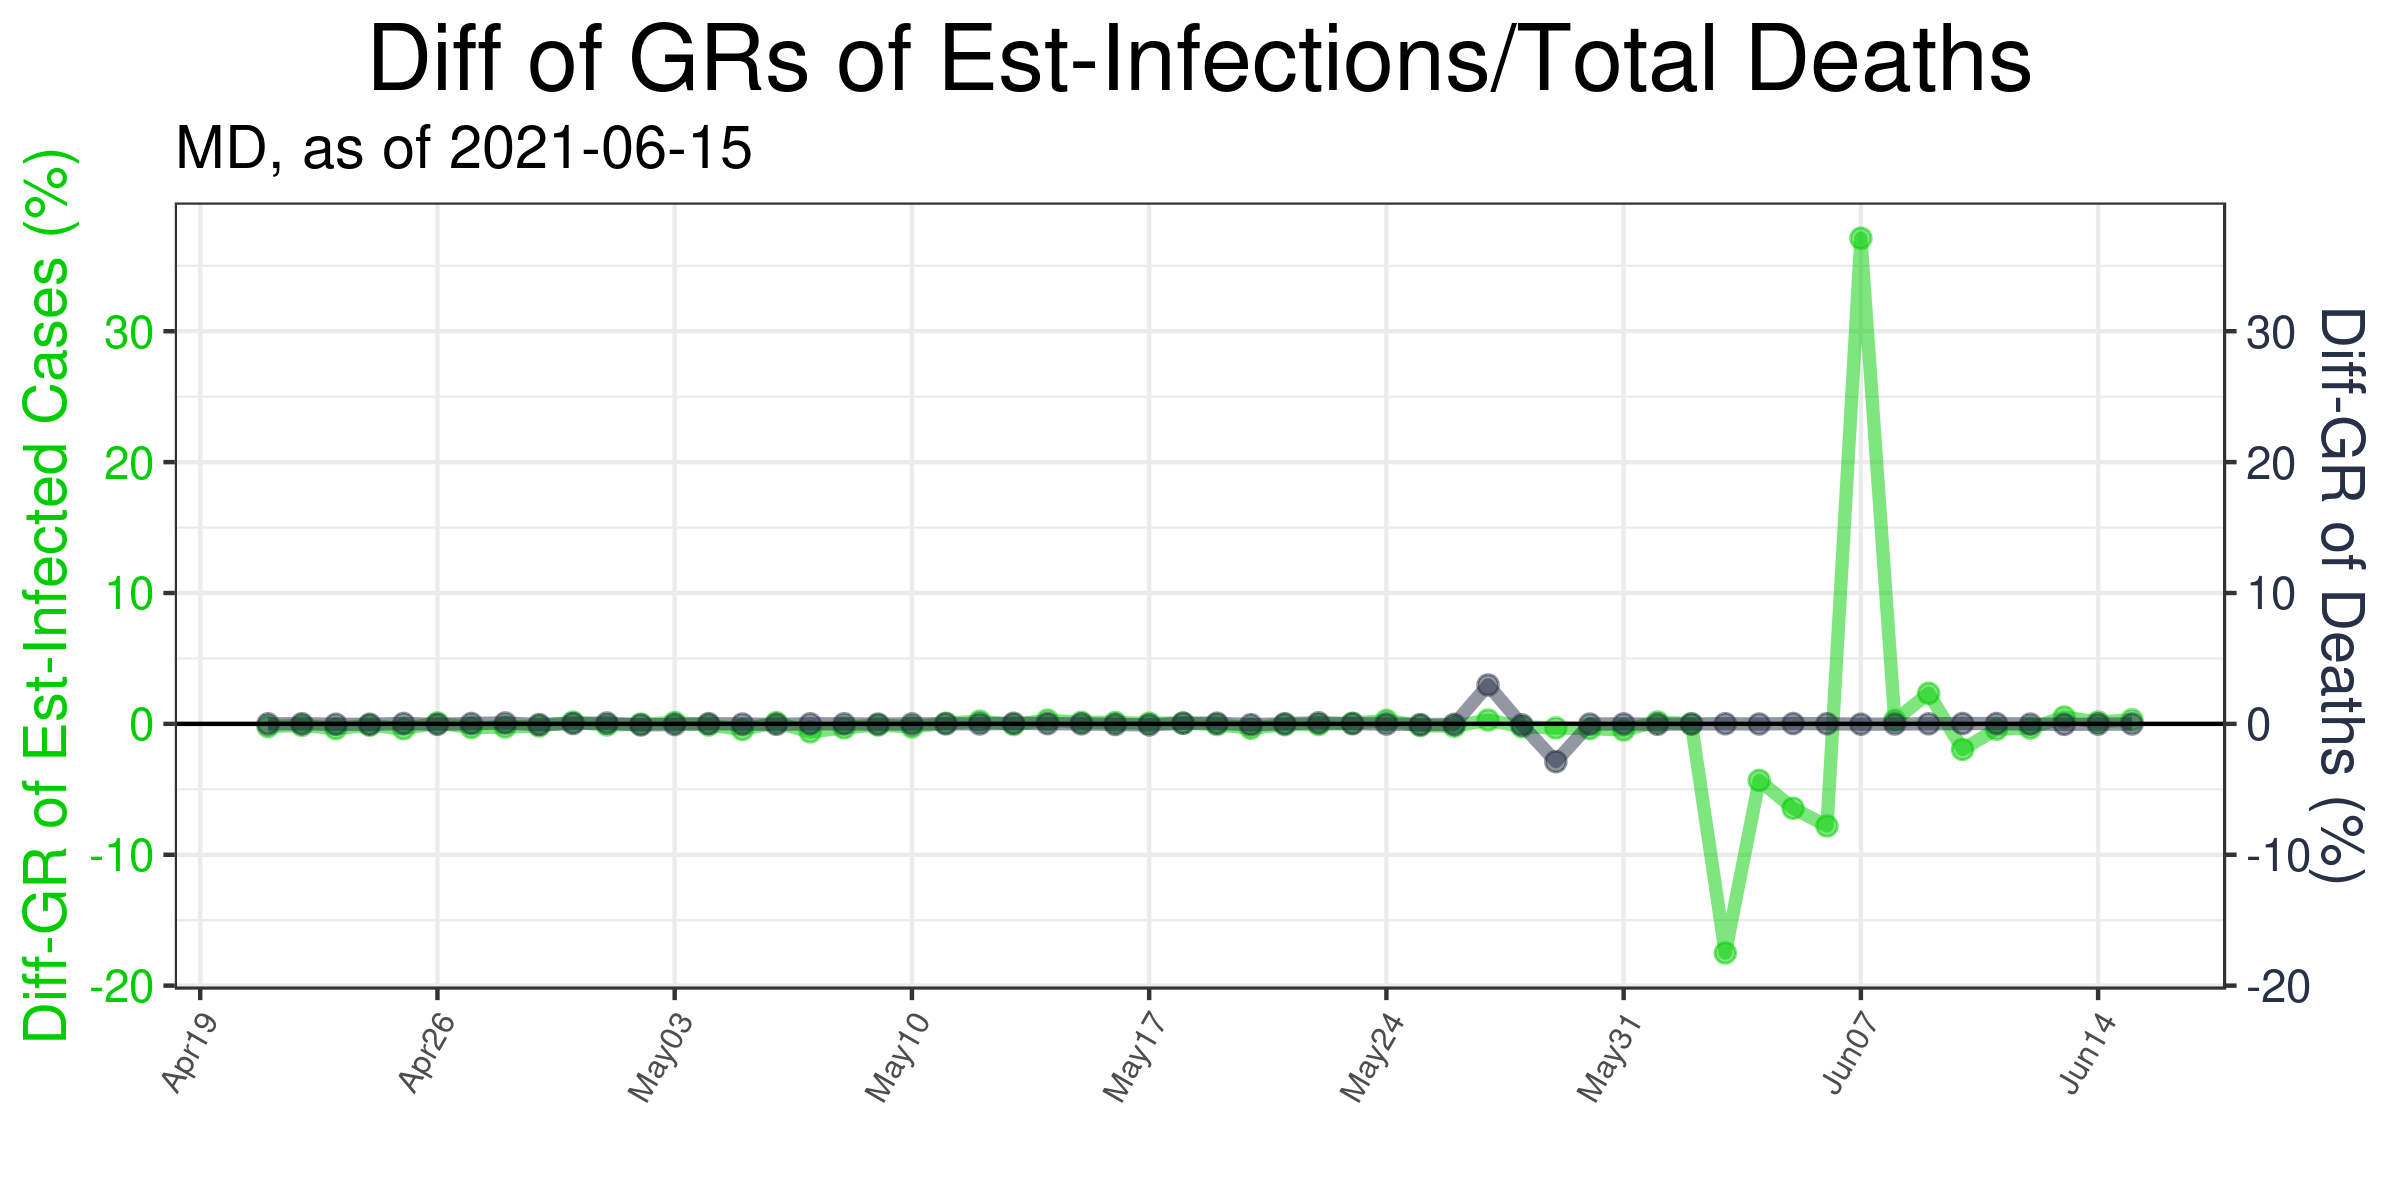 Diff of GRs of Est-Infections/Total Deaths
MD, as of 2021-06-15
Diff-GR of Est-Infected Cases (%)
30
20
10
0
-10
-20
30
20
10
0
-10
-20
Diff-GR of Deaths (%)
Apr19
Apr26
May03
May10
May17
May24
May31
Jun07
Jun14